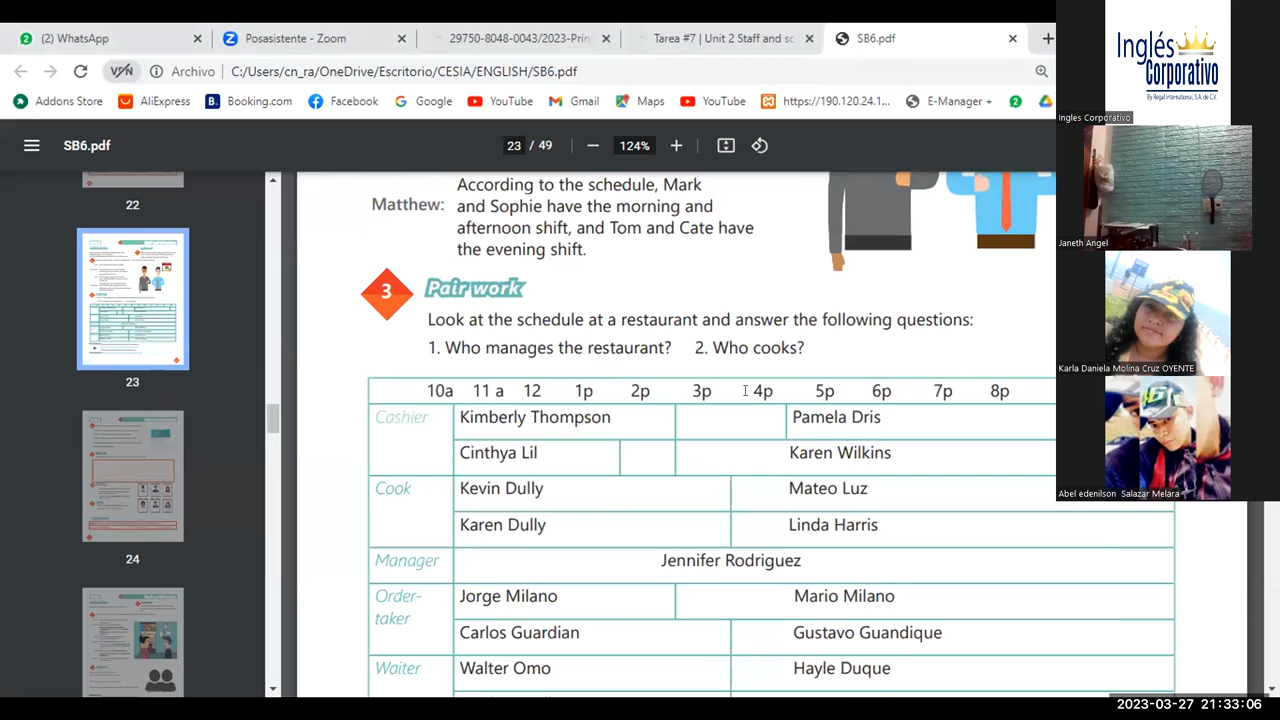 (2) WhatsApp
Posasistente - Zoom
29750-8048-0043/2023-Prin
Tarea #7 | Unit 2 Staff and sc
SB6.pdf
VPN
Archivo
C:/Users/cn_ra/OneDrive/Escritorio/CESIA/ENGLISH/SB6.pdf
Addons Store
AliExpress
Booking.com
Facebook
Google
YouTube
Gmail
Maps
YouTube
https://190.120.24.1...
E-Manager +
SB6.pdf
23 / 49
124%
22
23
24
According to the schedule, Mark
Matthew: and Sophie have the morning and
afternoon shift, and Tom and Cate have
the evening shift.
3 Pair work
Look at the schedule at a restaurant and answer the following questions:
1. Who manages the restaurant? 2. Who cooks?
10a 11 a 12 1p 2p 3p 4p 5p 6p 7p 8p
Cashier Kimberly Thompson Pamela Dris
Cinthya Lil Karen Wilkins
Cook Kevin Dully Mateo Luz
Karen Dully Linda Harris
Manager Jennifer Rodriguez
Order- Jorge Milano Mario Milano
taker
Carlos Guardian Gustavo Guandique
Waiter Walter Omo Hayle Duque
Inglés
Corporativo
By Regal International, S.A. de C.V.
Ingles Corporativo
Janeth Angel
Karla Daniela Molina Cruz OYENTE
Abel edenilson Salazar Melara
2023-03-27 21:33:06